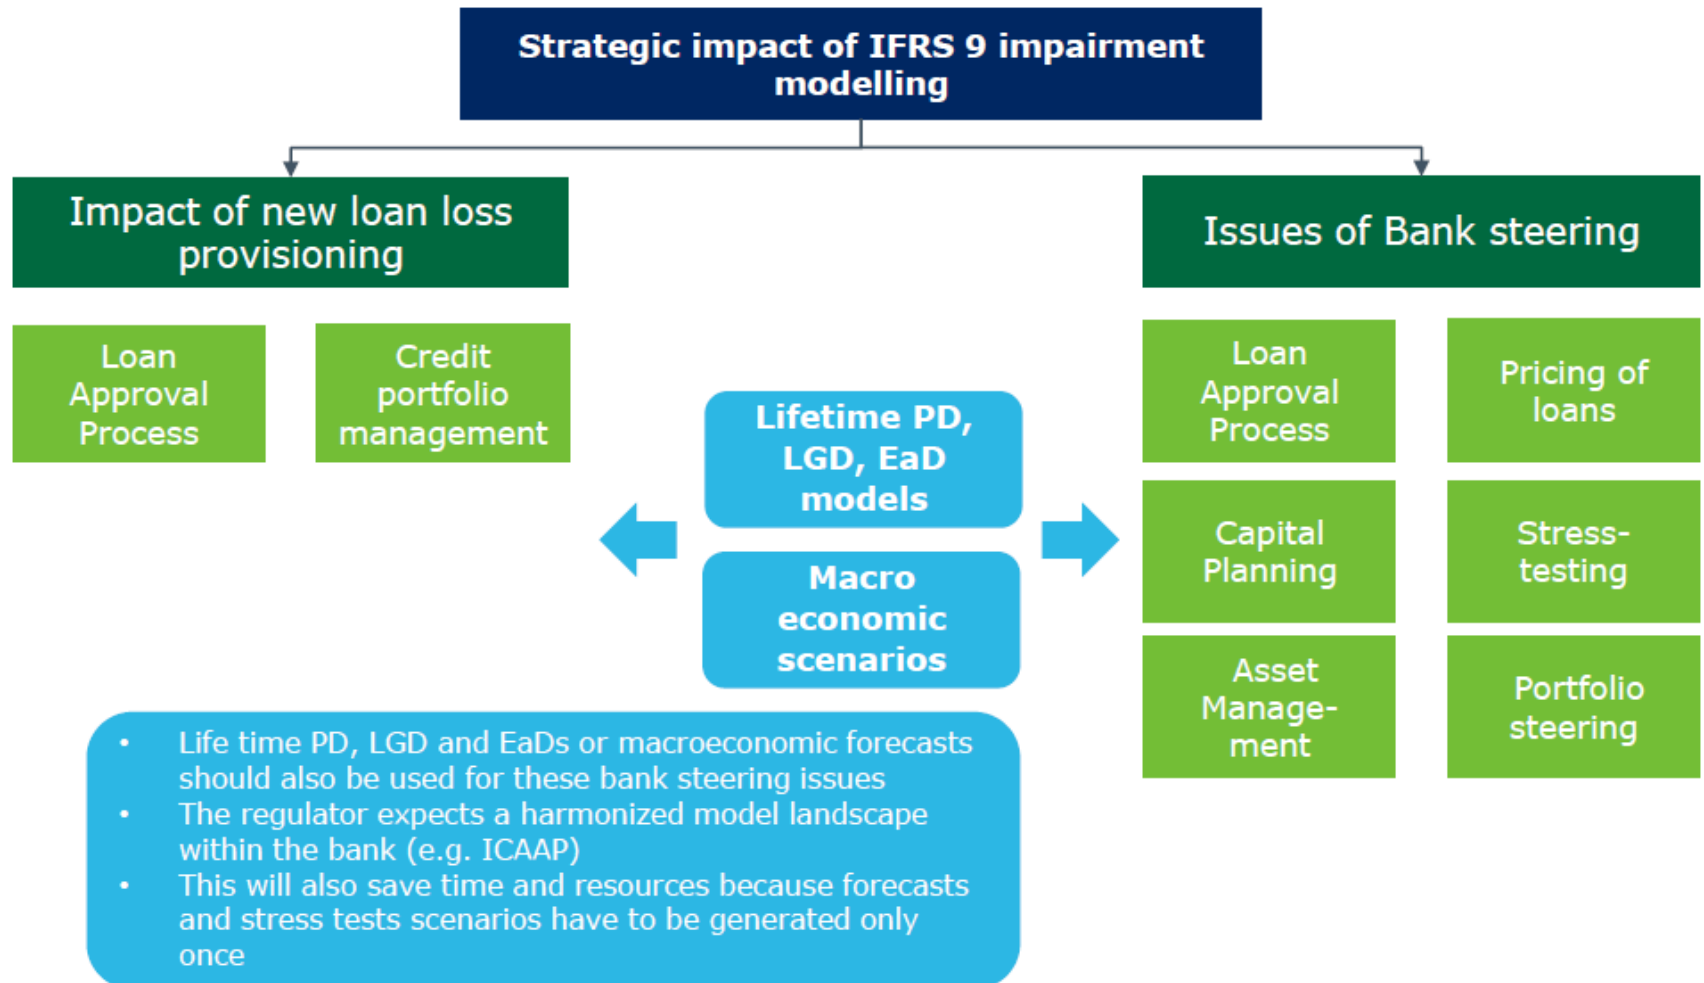 Strategic impact of IFRS 9 impairment
modelling
Impact of new loan loss
provisioning
Issues of Bank steering
Loan
Approval
Process
Credit
portfolio
management
Lifetime PD,
LGD, EaD
models
Macro
economic
scenarios
Loan
Approval
Process
Pricing of
loans
Capital
Planning
Stress-
testing
Asset
Manage-
ment
Portfolio
steering
• Life time PD, LGD and EaDs or macroeconomic forecasts
should also be used for these bank steering issues
• The regulator expects a harmonized model landscape
within the bank (e.g. ICAAP)
• This will also save time and resources because forecasts
and stress tests scenarios have to be generated only
once